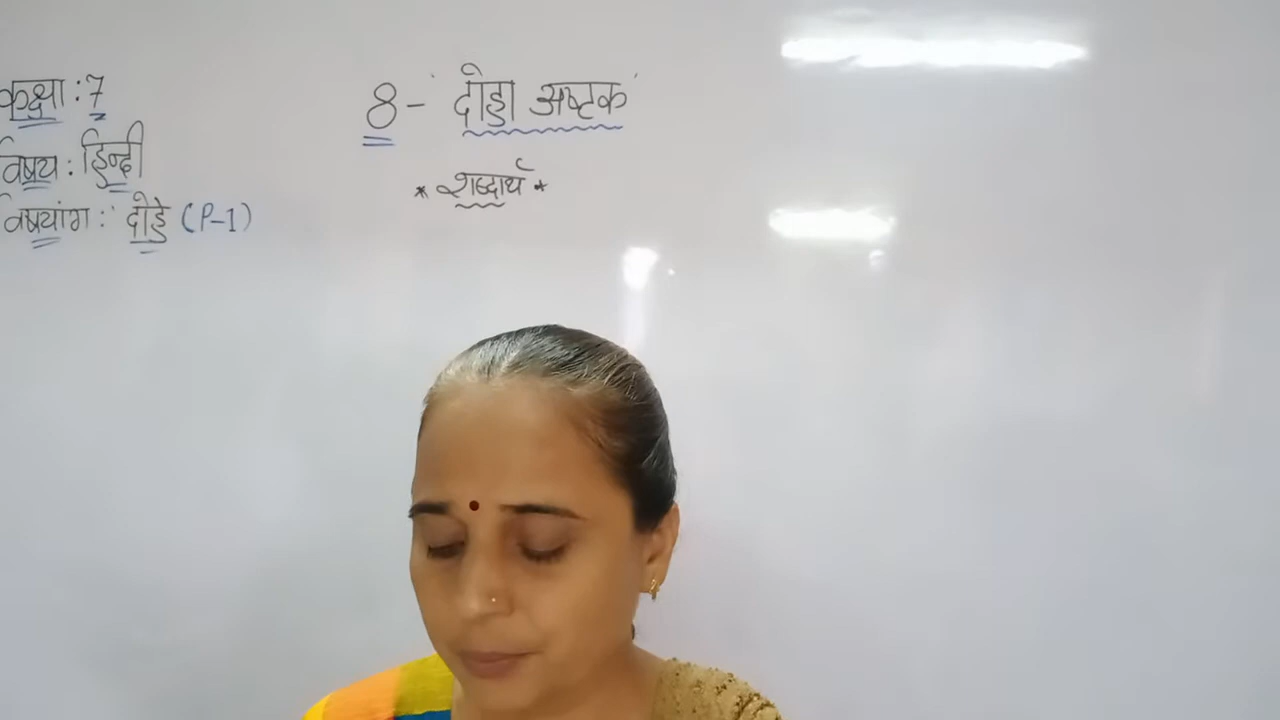 कक्षा : 7
विषय : हिन्दी
विषयांग : दोहे (P-1)
8- 'दोहा अष्टक'
* शब्दार्थ *